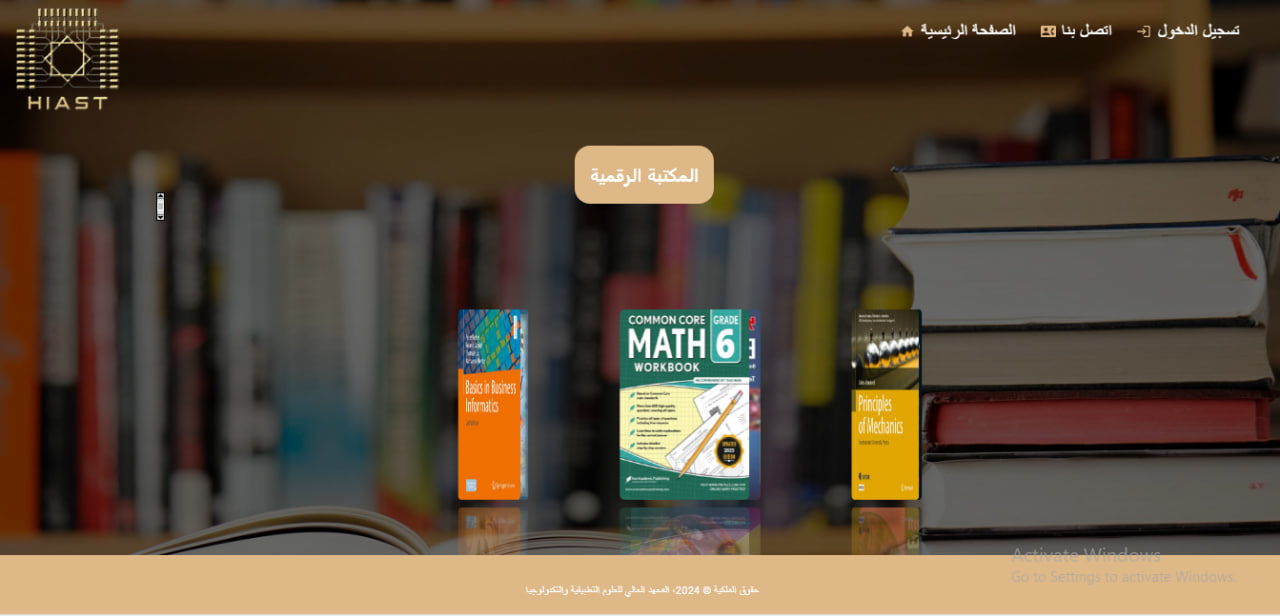 HIAST
تسجيل الدخول
اتصل بنا
الصفحة الرئيسية
المكتبة الرقمية
Basics in Business
Informatics
COMMON CORE
GRADE
MATH 6
WORKBOOK
Principles
of Mechanics
Activate Windows
Go to Settings to activate Windows.
حقوق الملكية © 2024، المعهد العالي للعلوم التطبيقية والتكنولوجيا